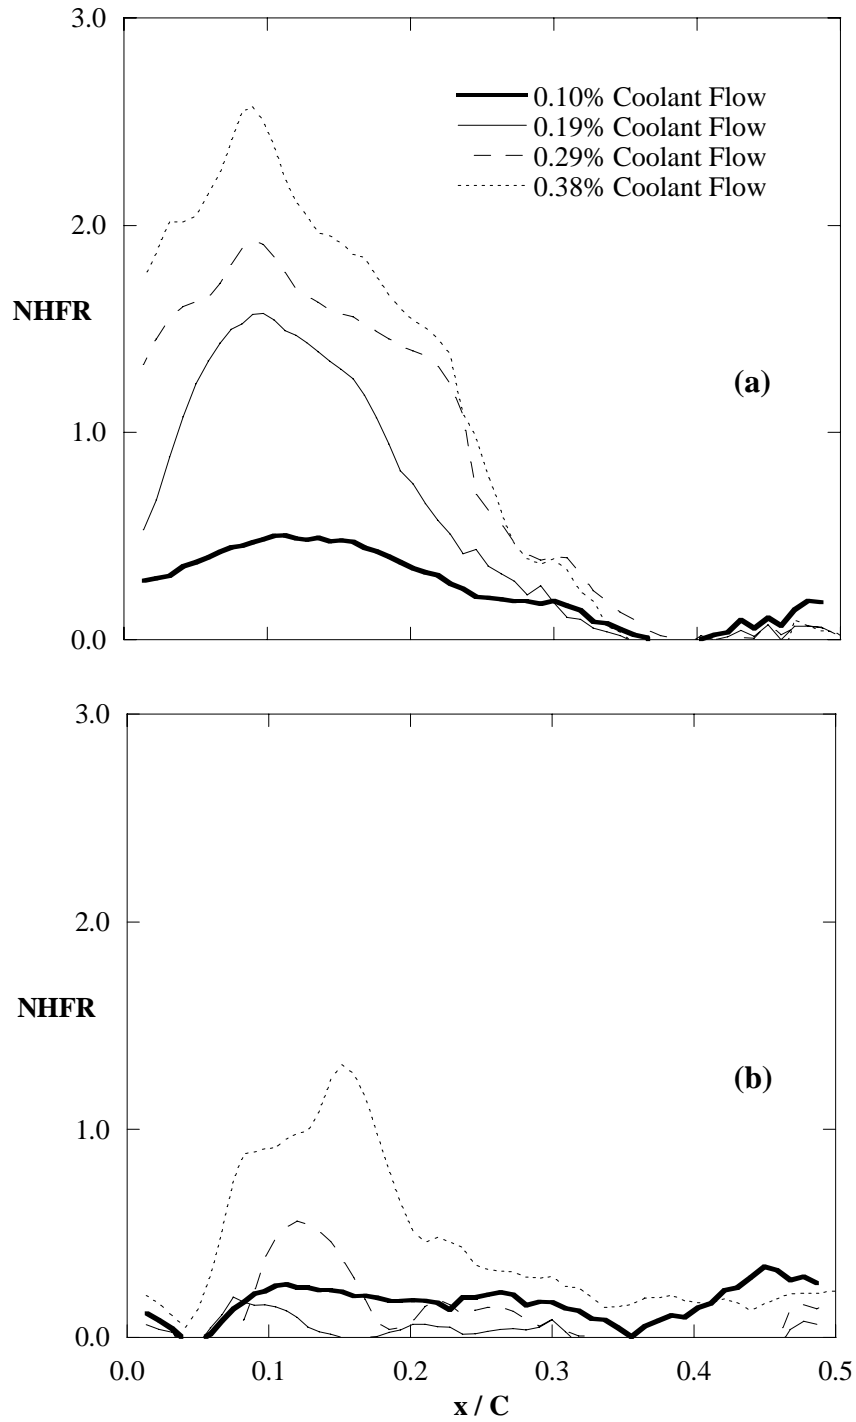 3.0
0.10% Coolant Flow
0.19% Coolant Flow
0.29% Coolant Flow
0.38% Coolant Flow
2.0
NHFR
(a)
1.0
0.0
3.0
2.0
NHFR
(b)
1.0
0.0
0.0 0.1 0.2 0.3 0.4 0.5
x / C